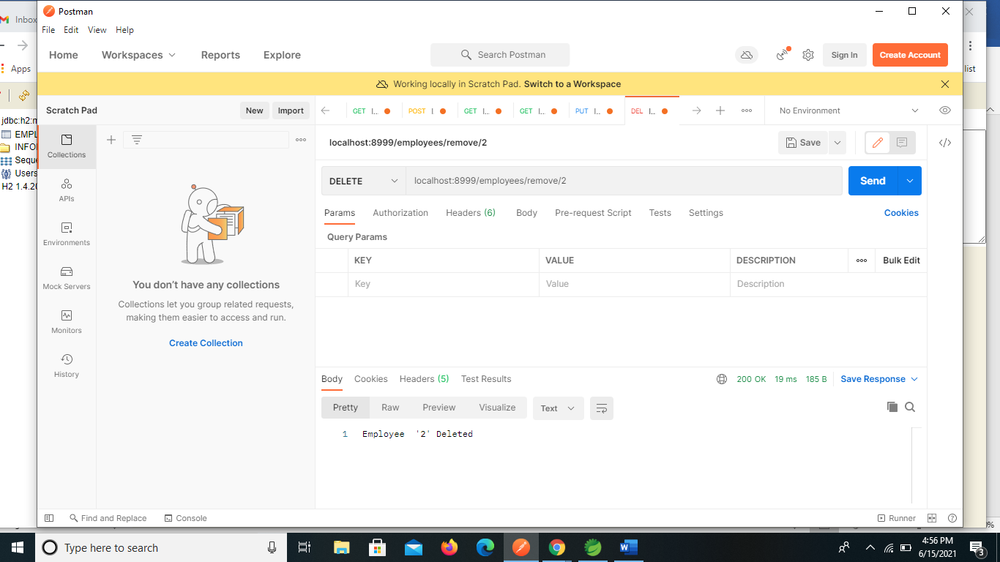 Inbox
Apps
list
jdbc:h2:m
EMPL
INFO
Seque
Users
H2 1.4.20
Postman
File Edit View Help
Home Workspaces Reports Explore
Search Postman
Sign In
Create Account
Working locally in Scratch Pad. Switch to a Workspace
Scratch Pad
New
Import
GET l...
POST l
GET l...
GET l...
PUT l...
DEL l...
No Environment
Collections
APIs
Environments
Mock Servers
Monitors
History
You don't have any collections
Collections let you group related requests,
making them easier to access and run.
Create Collection
localhost:8999/employees/remove/2
Save
DELETE
localhost:8999/employees/remove/2
Send
Params Authorization Headers (6) Body Pre-request Script Tests Settings
Cookies
Query Params
KEY VALUE DESCRIPTION
Bulk Edit
Key Value Description
Body Cookies Headers (5) Test Results
200 OK 19 ms 185 B
Save Response
Pretty Raw Preview Visualize
Text
1 Employee '2' Deleted
Find and Replace
Console
Runner
%
Type here to search
4:56 PM
6/15/2021
3